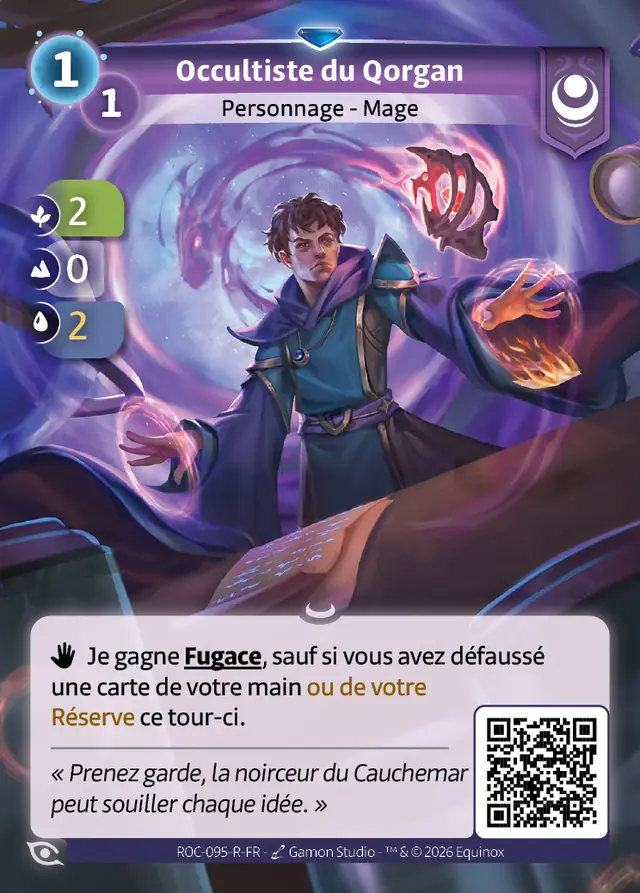 1
Occultiste du Qorgan
1
Personnage - Mage
2
0
2
Je gagne Fugace, sauf si vous avez défaussé
une carte de votre main ou de votre
Réserve ce tour-ci.
« Prenez garde, la noirceur du Cauchemar
peut souiller chaque idée. »
ROC-095-R-FR - Gamon Studio - ™ & © 2026 Equinox